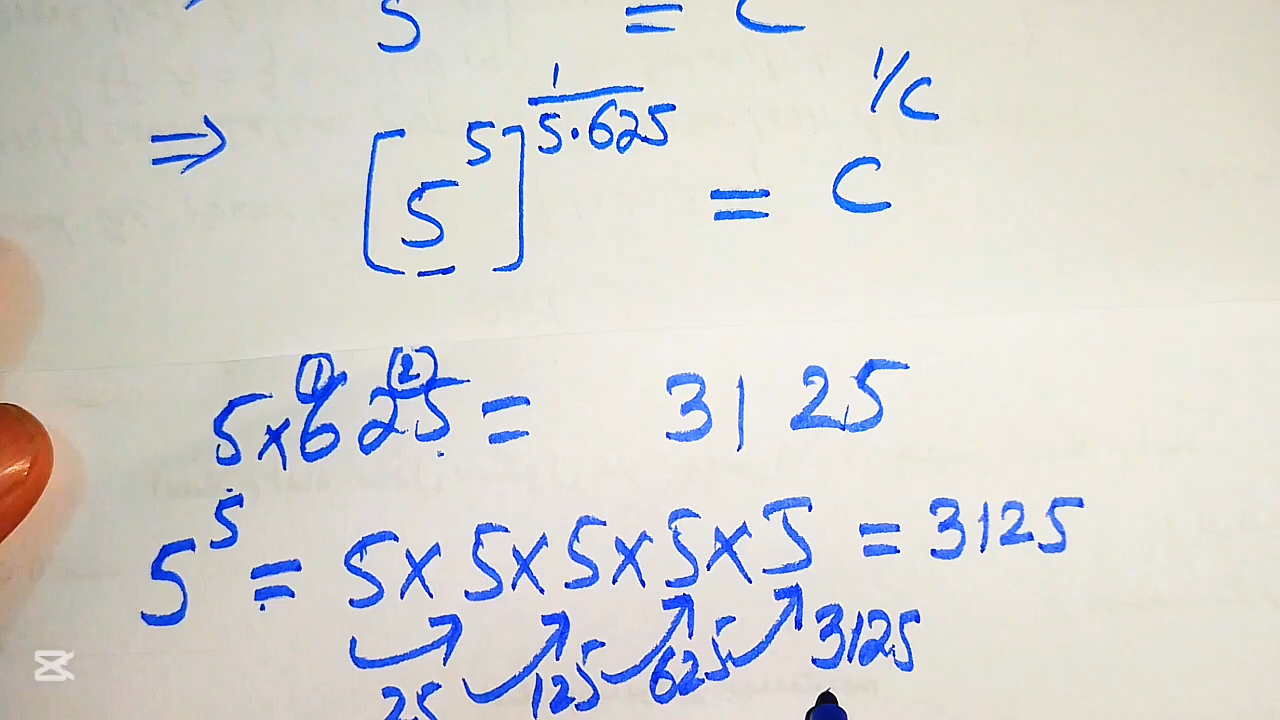 5 = C
⇒ [5^5]^(1/(5·625)) = C^(1/C)
5×6①25② = 3125
5^5 = 5×5×5×5×5 = 3125
25 125 625 3125